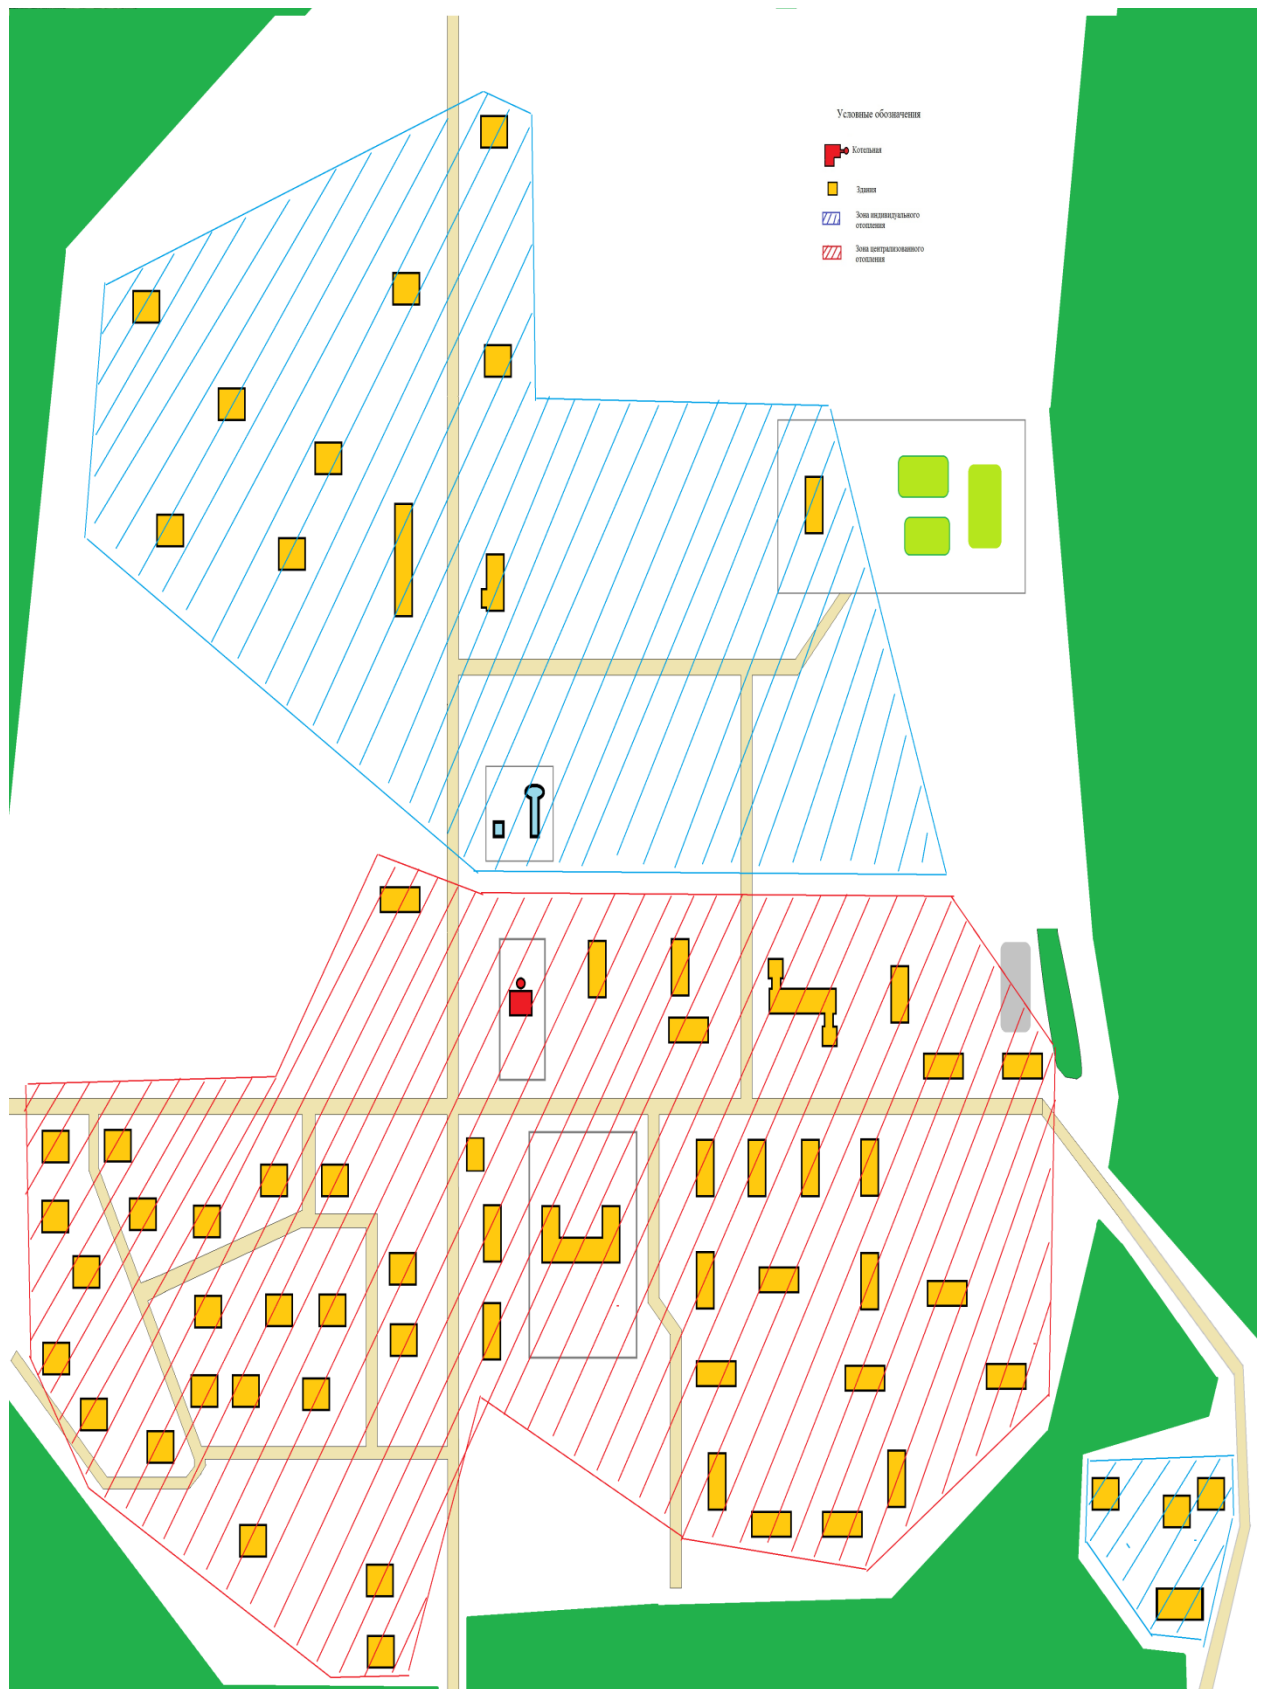 Условные обозначения
Котельная
Здания
Зона индивидуального
отопления
Зона централизованного
отопления